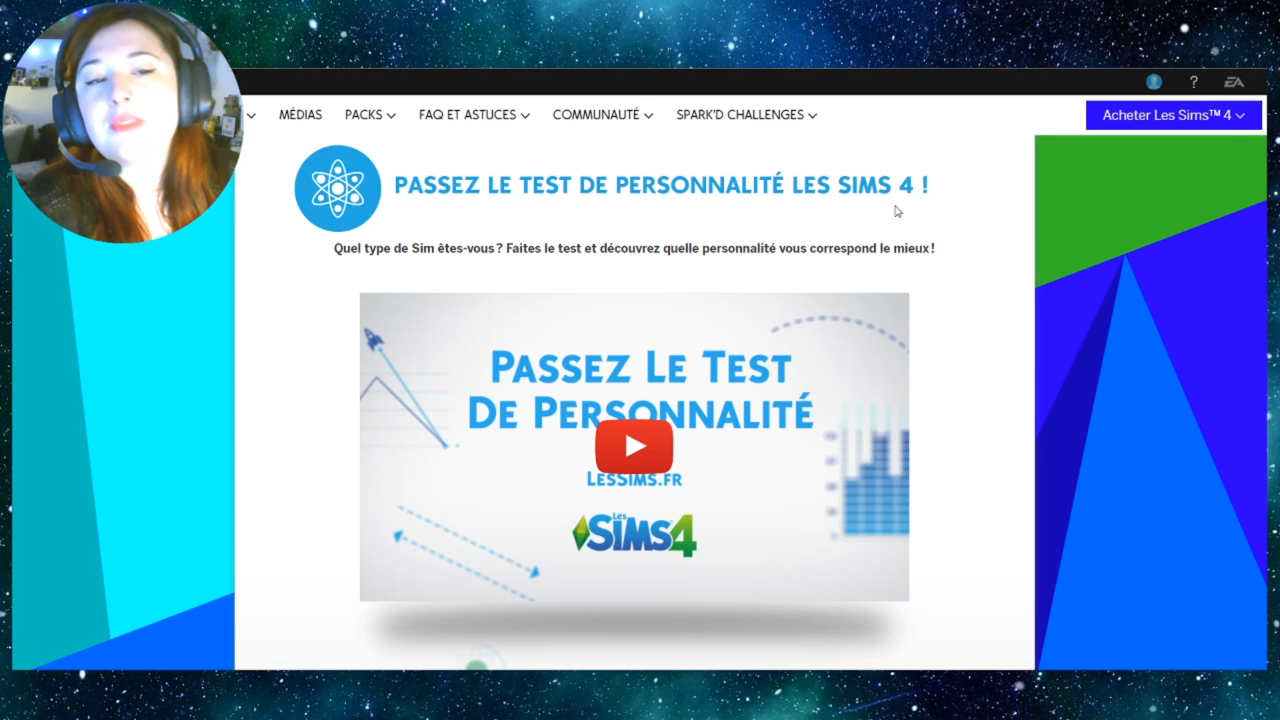 ?
EA
MÉDIAS
PACKS
FAQ ET ASTUCES
COMMUNAUTÉ
SPARK'D CHALLENGES
Acheter Les Sims™ 4
PASSEZ LE TEST DE PERSONNALITÉ LES SIMS 4 !
Quel type de Sim êtes-vous ? Faites le test et découvrez quelle personnalité vous correspond le mieux !
PASSEZ LE TEST
DE PERSONNALITÉ
LESSIMS.FR
Les
SiMS4